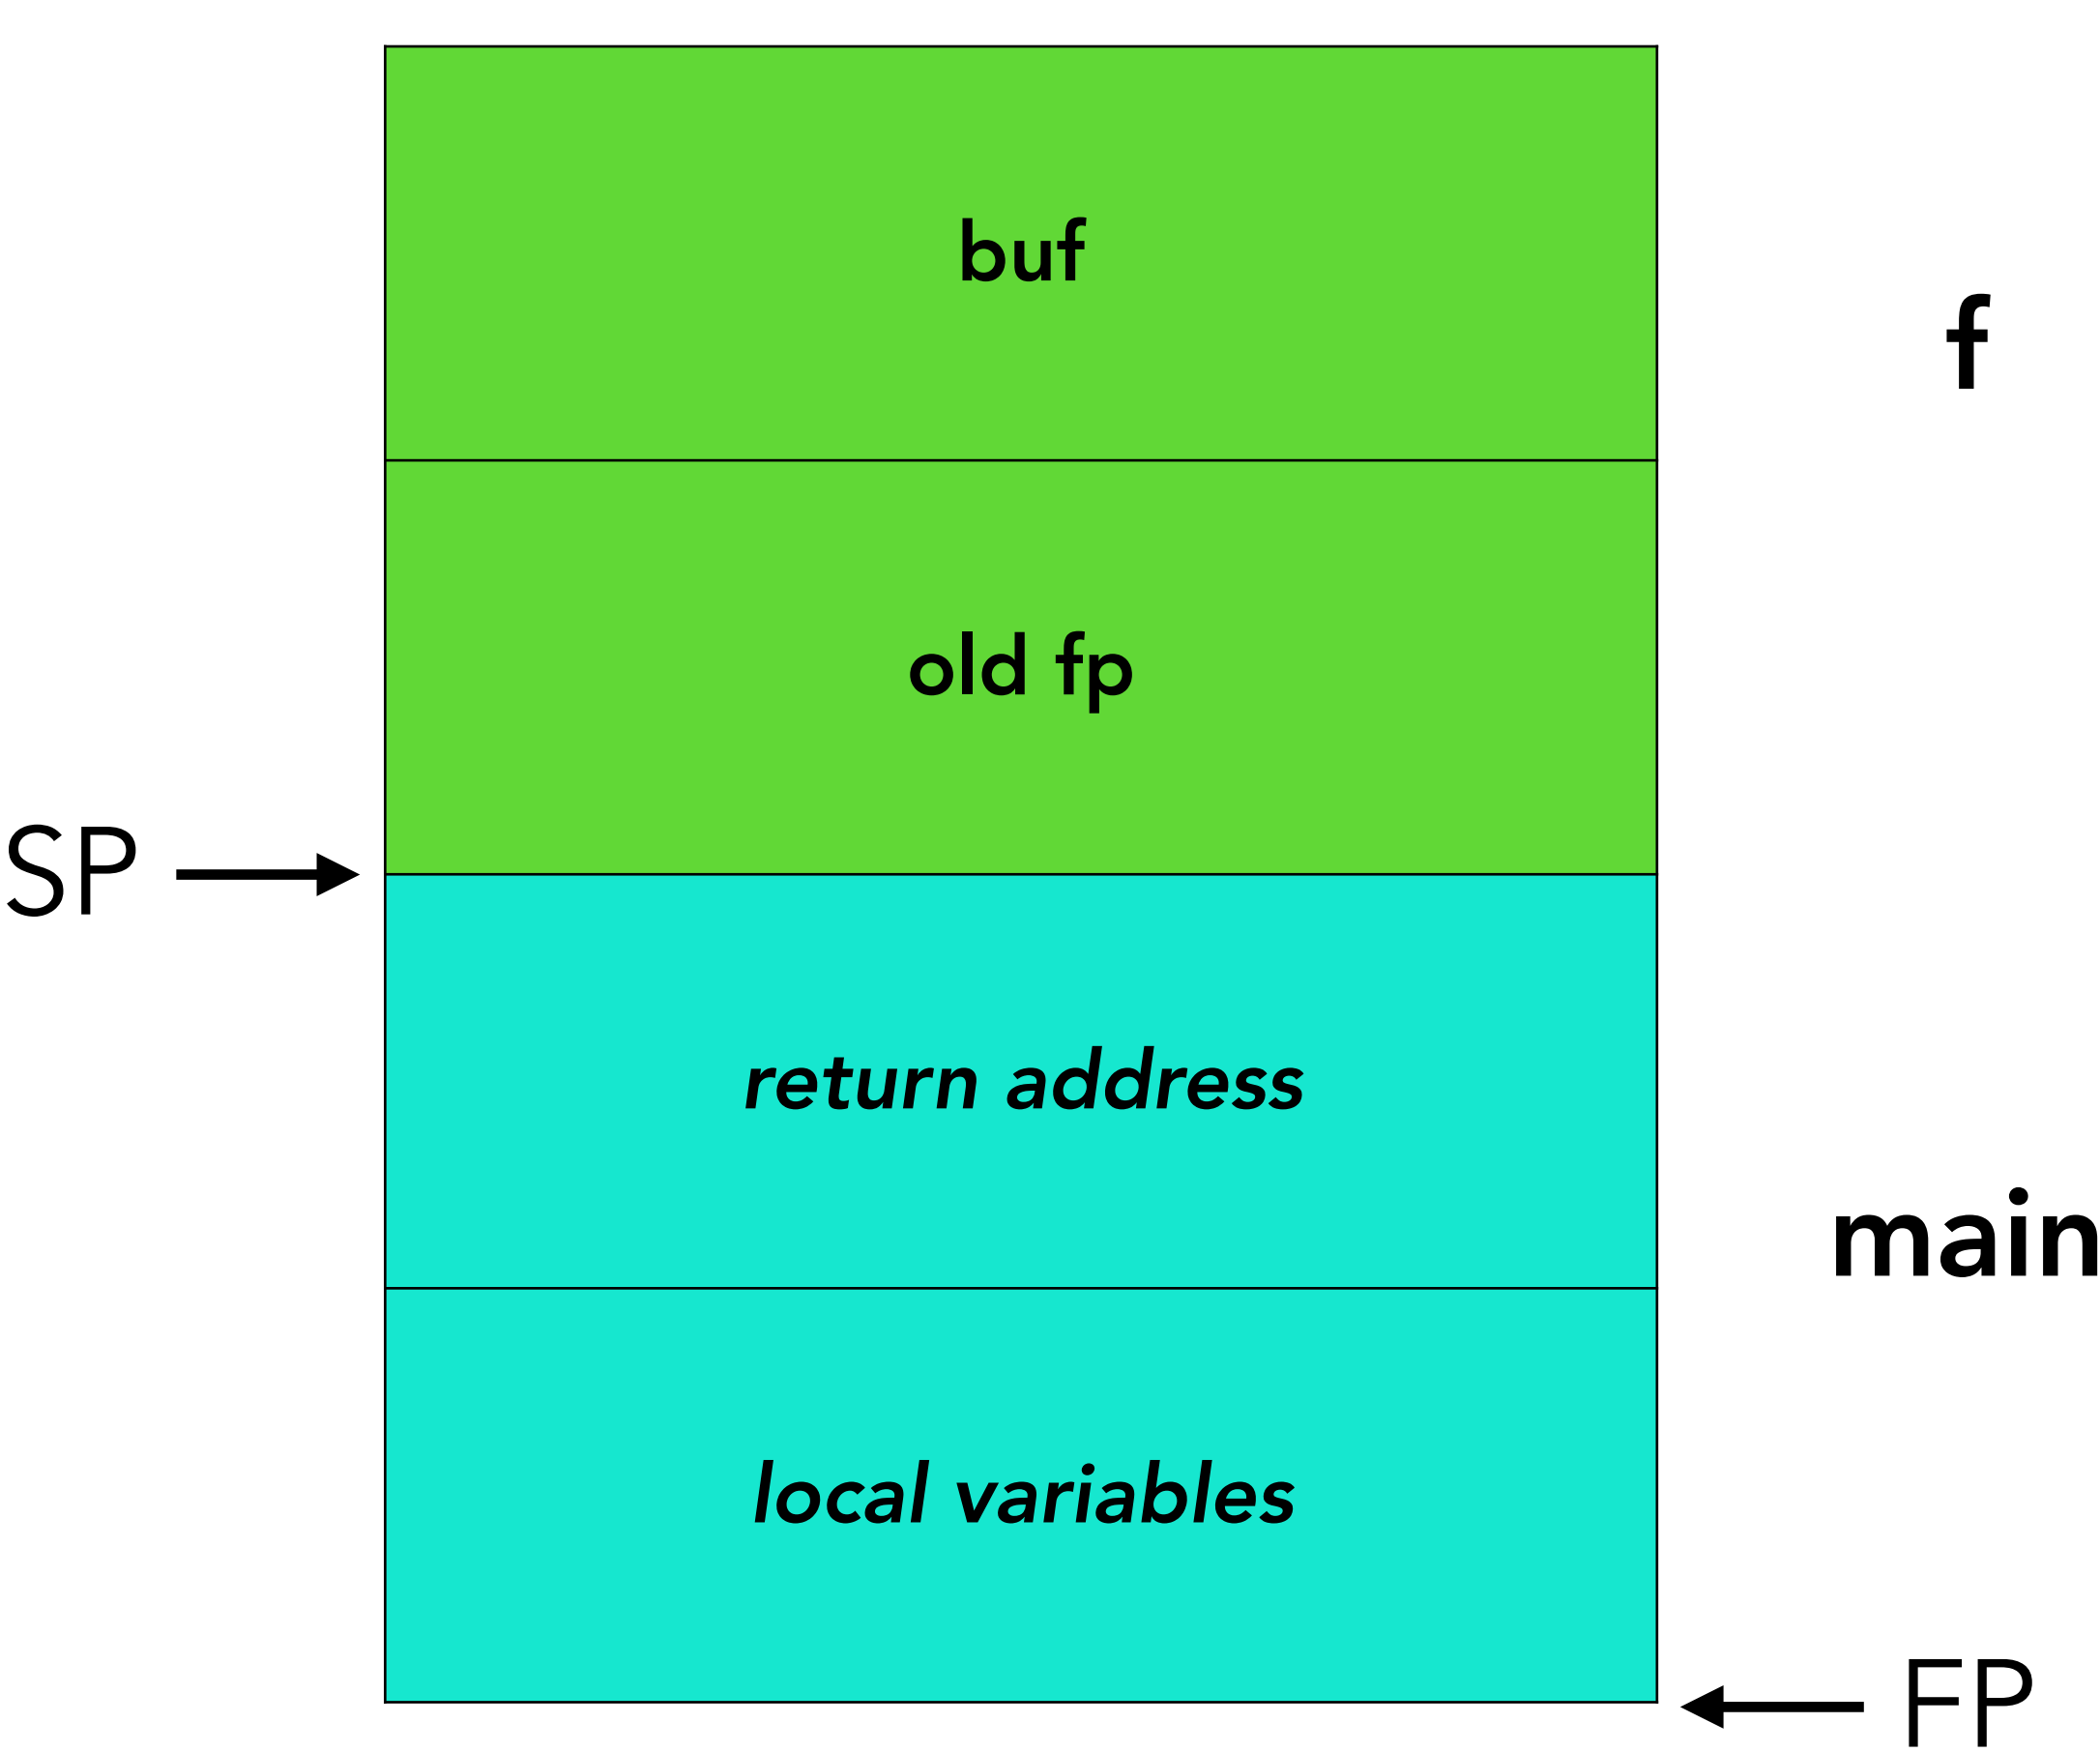 buf
f
old fp
SP
return address
main
local variables
FP